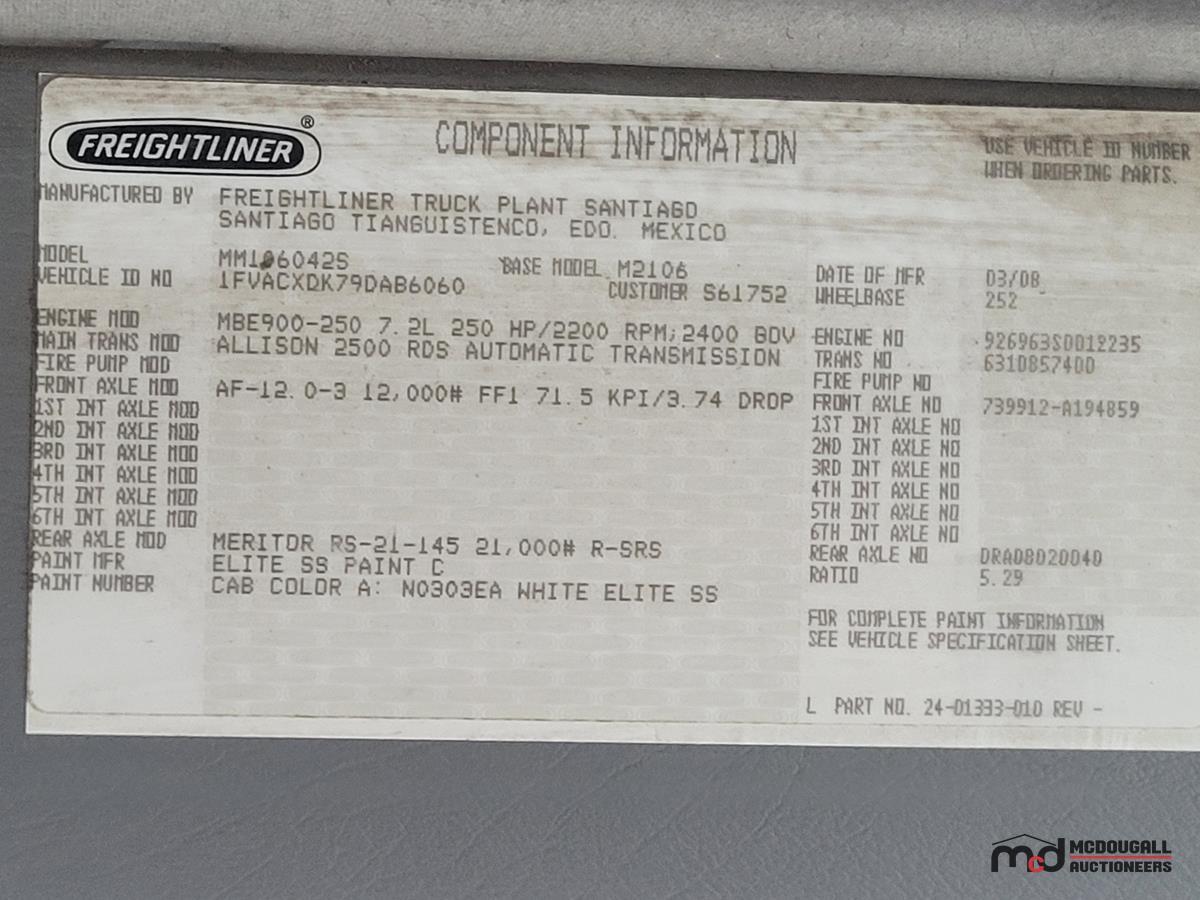 FREIGHTLINER ®
COMPONENT INFORMATION
USE VEHICLE ID NUMBER
WHEN ORDERING PARTS.
MANUFACTURED BY FREIGHTLINER TRUCK PLANT SANTIAGO
SANTIAGO TIANGUISTENCO, EDO. MEXICO
MODEL MM106042S BASE MODEL M2106 DATE OF MFR 03/08
VEHICLE ID NO 1FVACXDK79DAB6060 CUSTOMER S61752 WHEELBASE 252
ENGINE MOD MBE900-250 7.2L 250 HP/2200 RPM;2400 BDV ENGINE NO 926963SD012235
MAIN TRANS MOD ALLISON 2500 RDS AUTOMATIC TRANSMISSION TRANS NO 6310857400
FIRE PUMP MOD FIRE PUMP NO
FRONT AXLE MOD AF-12.0-3 12,000# FF1 71.5 KPI/3.74 DROP FRONT AXLE NO 739912-A194859
1ST INT AXLE MOD 1ST INT AXLE NO
2ND INT AXLE MOD 2ND INT AXLE NO
3RD INT AXLE MOD 3RD INT AXLE NO
4TH INT AXLE MOD 4TH INT AXLE NO
5TH INT AXLE MOD 5TH INT AXLE NO
6TH INT AXLE MOD 6TH INT AXLE NO
REAR AXLE MOD MERITOR RS-21-145 21,000# R-SRS REAR AXLE NO DRA08020040
PAINT MFR ELITE SS PAINT C RATIO 5.29
PAINT NUMBER CAB COLOR A: N0303EA WHITE ELITE SS
FOR COMPLETE PAINT INFORMATION
SEE VEHICLE SPECIFICATION SHEET.
L PART NO. 24-01333-010 REV -
mcd MCDOUGALL
AUCTIONEERS